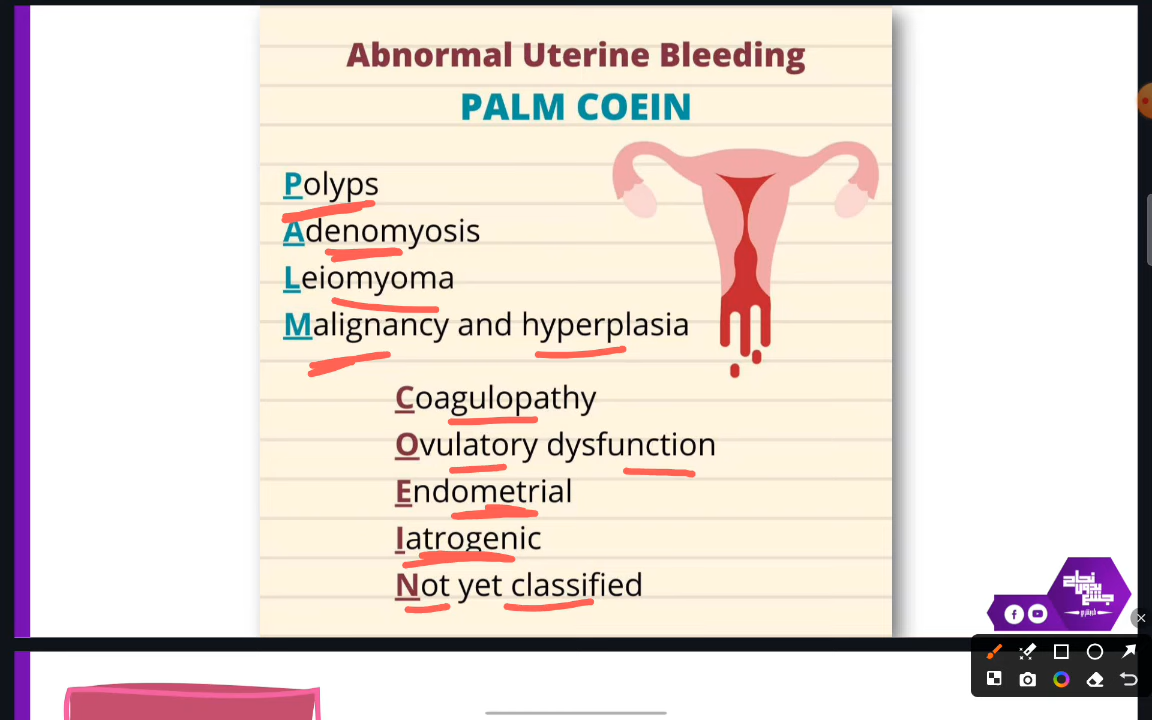 Abnormal Uterine Bleeding
PALM COEIN
Polyps
Adenomyosis
Leiomyoma
Malignancy and hyperplasia
Coagulopathy
Ovulatory dysfunction
Endometrial
Iatrogenic
Not yet classified